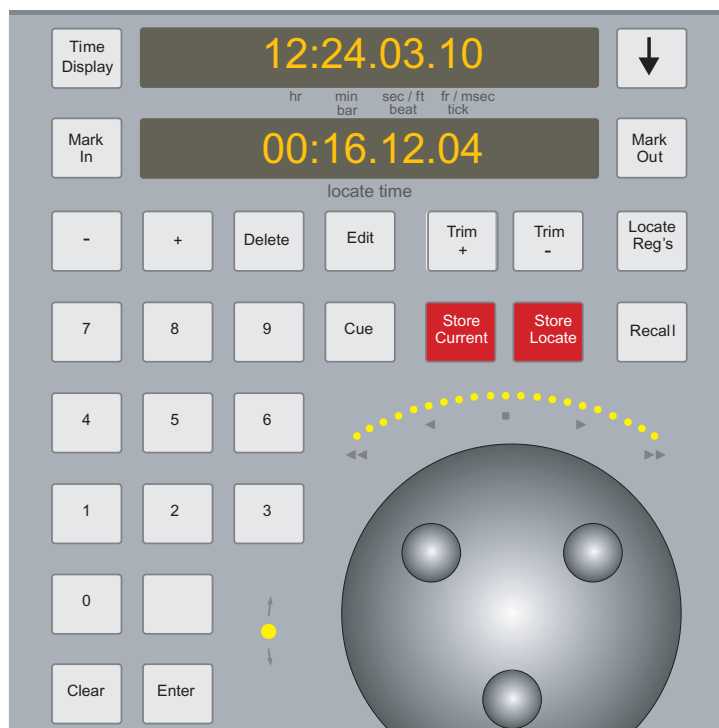 Time
Display
12:24.03.10
hr min sec / ft fr / msec
bar beat tick
Mark
In
00:16.12.04
Mark
Out
locate time
- + Delete Edit Trim
+ Trim
- Locate
Reg's
7 8 9 Cue Store
Current Store
Locate Recall
4 5 6
1 2 3
0
Clear Enter